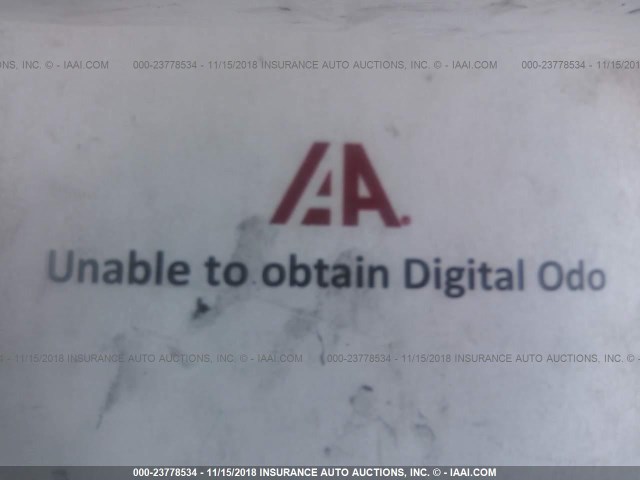 NS, INC. © - IAAI.COM 000-23778534 - 11/15/2018 INSURANCE AUTO AUCTIONS, INC. © - IAAI.COM 000-23778534 - 11/15/201
IAA
Unable to obtain Digital Odo
11/15/2018 INSURANCE AUTO AUCTIONS, INC. © - IAAI.COM 000-23778534 - 11/15/2018 INSURANCE AUTO AUCTIONS, INC. ©
000-23778534 - 11/15/2018 INSURANCE AUTO AUCTIONS, INC. © - IAAI.COM